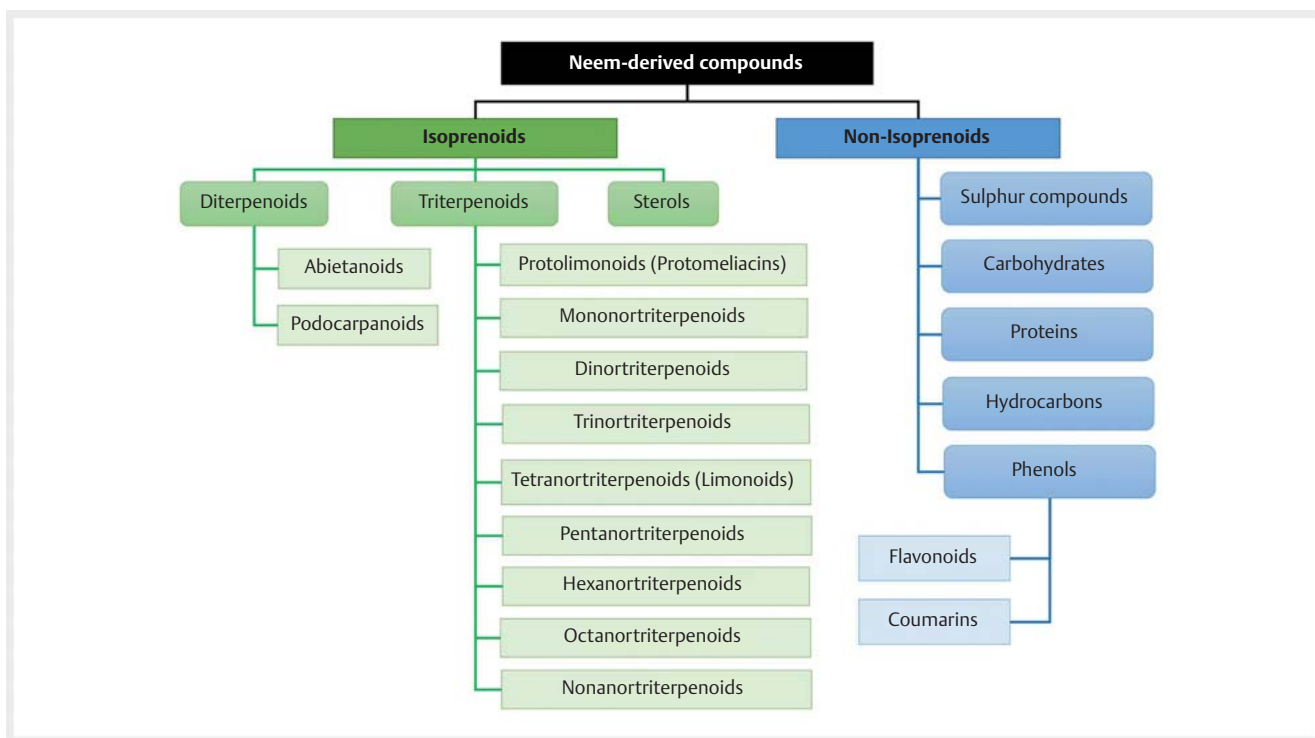 Neem-derived compounds
Isoprenoids
Non-Isoprenoids
Diterpenoids
Triterpenoids
Sterols
Abietanoids
Podocarpanoids
Protolimonoids (Protomeliacins)
Mononortriterpenoids
Dinortriterpenoids
Trinortriterpenoids
Tetranortriterpenoids (Limonoids)
Pentanortriterpenoids
Hexanortriterpenoids
Octanortriterpenoids
Nonanortriterpenoids
Sulphur compounds
Carbohydrates
Proteins
Hydrocarbons
Phenols
Flavonoids
Coumarins